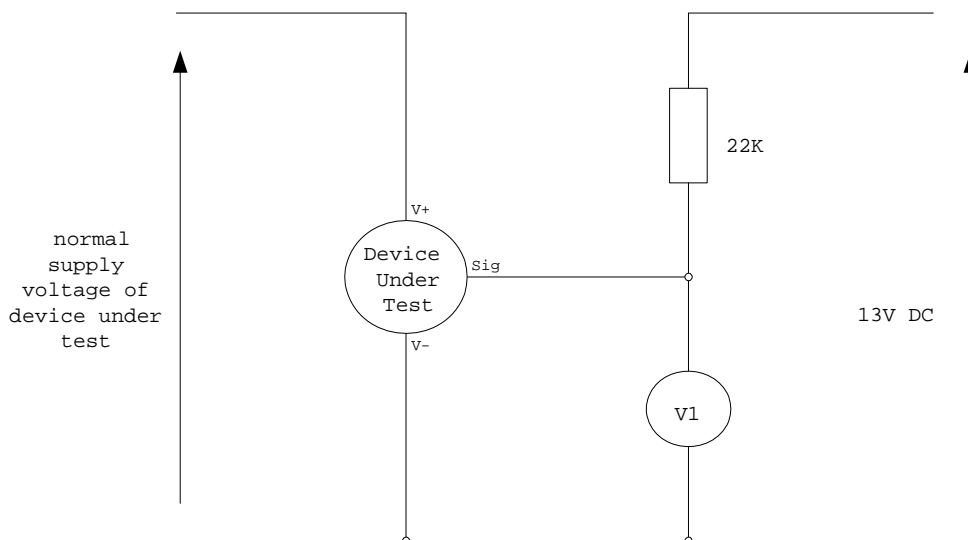 22K
V+
normal
supply
voltage of
device under
test
Device
Under
Test
Sig
13V DC
V-
V1